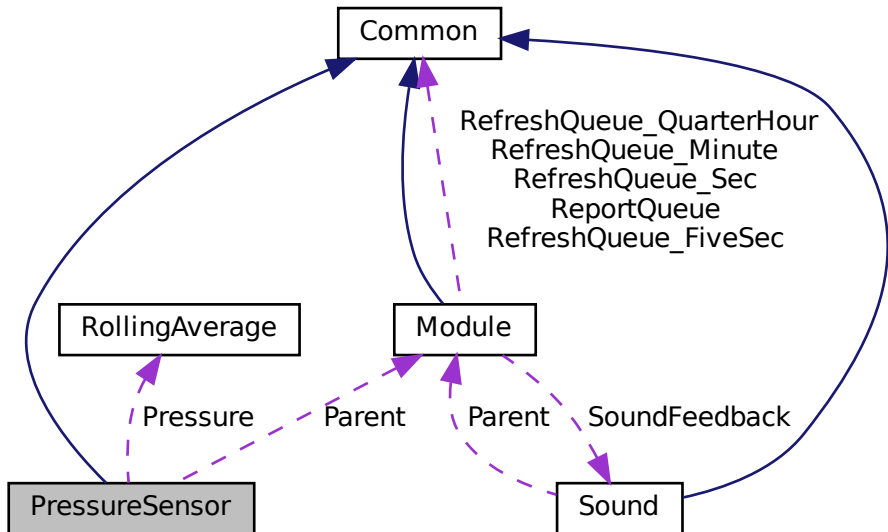 Common
RefreshQueue_QuarterHour
RefreshQueue_Minute
RefreshQueue_Sec
ReportQueue
RefreshQueue_FiveSec
RollingAverage
Module
Pressure
Parent
Parent
SoundFeedback
PressureSensor
Sound